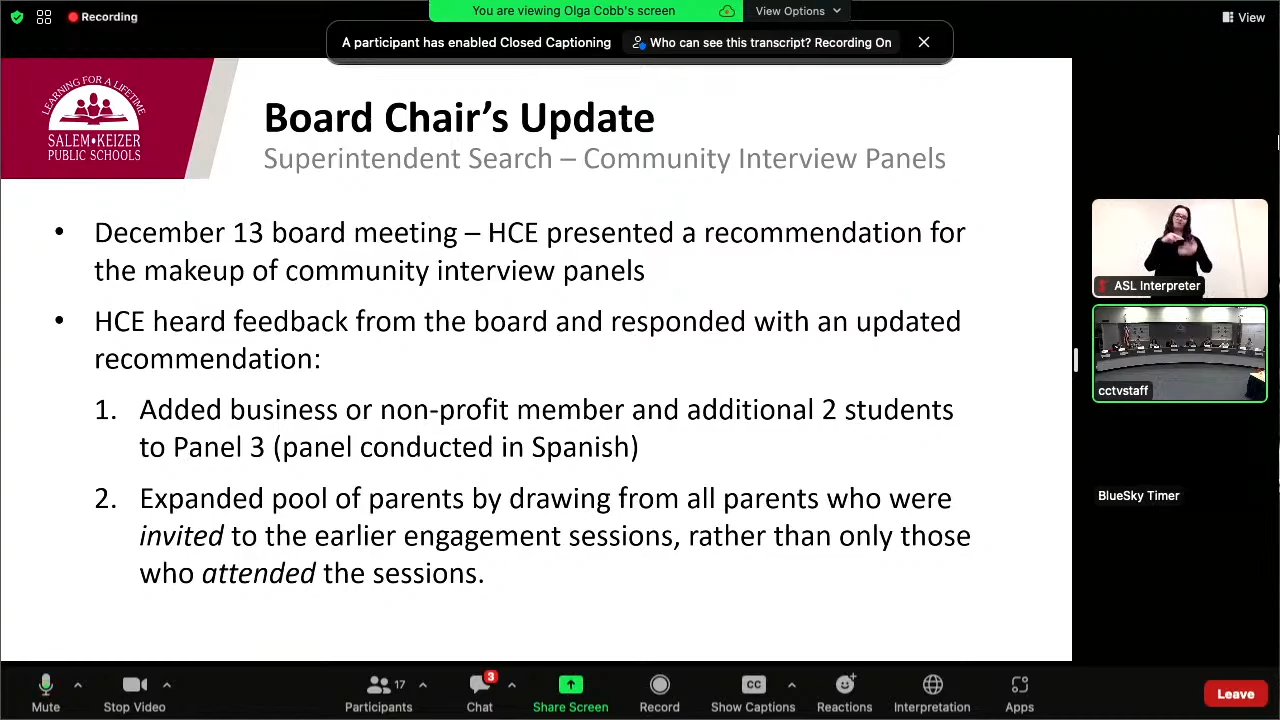 You are viewing Olga Cobb's screen
View Options
Recording
View
A participant has enabled Closed Captioning
Who can see this transcript? Recording On
LEARNING FOR A LIFETIME
SALEM•KEIZER
PUBLIC SCHOOLS
Board Chair’s Update
Superintendent Search – Community Interview Panels
• December 13 board meeting – HCE presented a recommendation for
the makeup of community interview panels
• HCE heard feedback from the board and responded with an updated
recommendation:
1. Added business or non-profit member and additional 2 students
to Panel 3 (panel conducted in Spanish)
2. Expanded pool of parents by drawing from all parents who were
invited to the earlier engagement sessions, rather than only those
who attended the sessions.
ASL Interpreter
cctvstaff
BlueSky Timer
Mute
Stop Video
17
Participants
3
Chat
Share Screen
Record
CC
Show Captions
Reactions
Interpretation
Apps
Leave